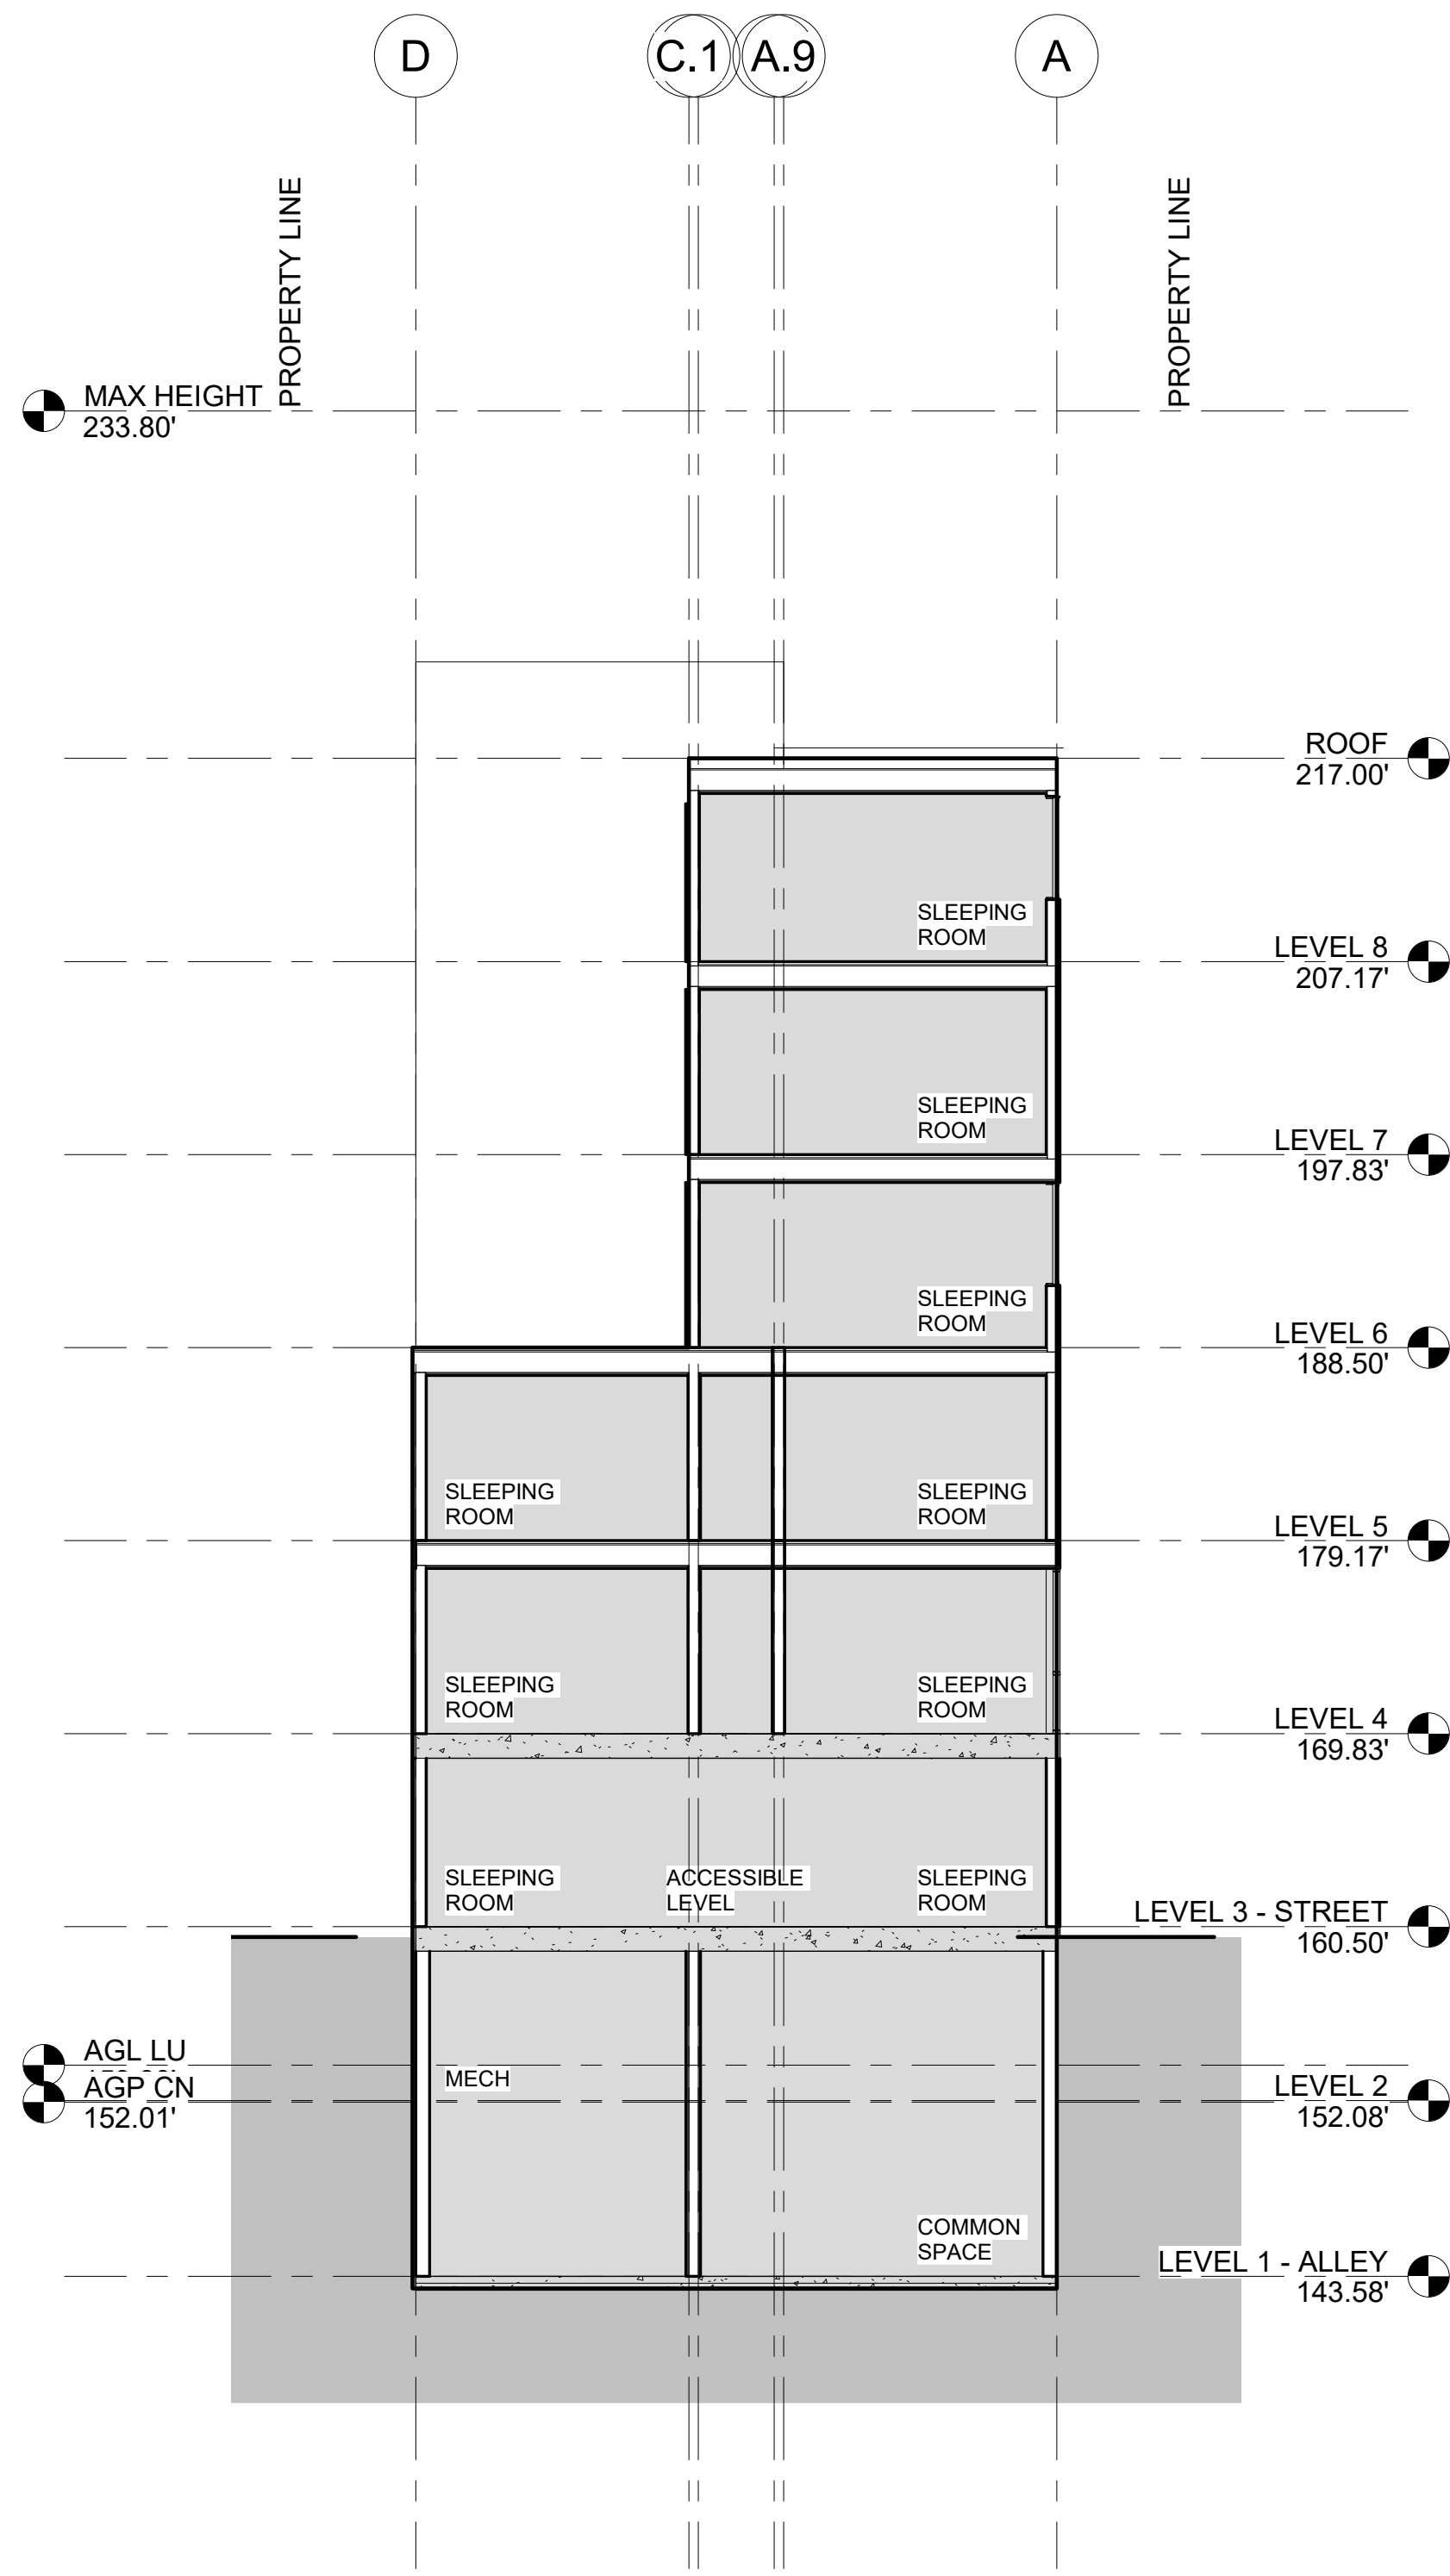 D
C.1
A.9
A
PROPERTY LINE
PROPERTY LINE
MAX HEIGHT
233.80'
ROOF
217.00'
SLEEPING
ROOM
LEVEL 8
207.17'
SLEEPING
ROOM
LEVEL 7
197.83'
SLEEPING
ROOM
LEVEL 6
188.50'
SLEEPING
ROOM
SLEEPING
ROOM
LEVEL 5
179.17'
SLEEPING
ROOM
SLEEPING
ROOM
LEVEL 4
169.83'
SLEEPING
ROOM
ACCESSIBLE
LEVEL
SLEEPING
ROOM
LEVEL 3 - STREET
160.50'
AGL LU
MECH
AGP CN
152.01'
LEVEL 2
152.08'
COMMON
SPACE
LEVEL 1 - ALLEY
143.58'